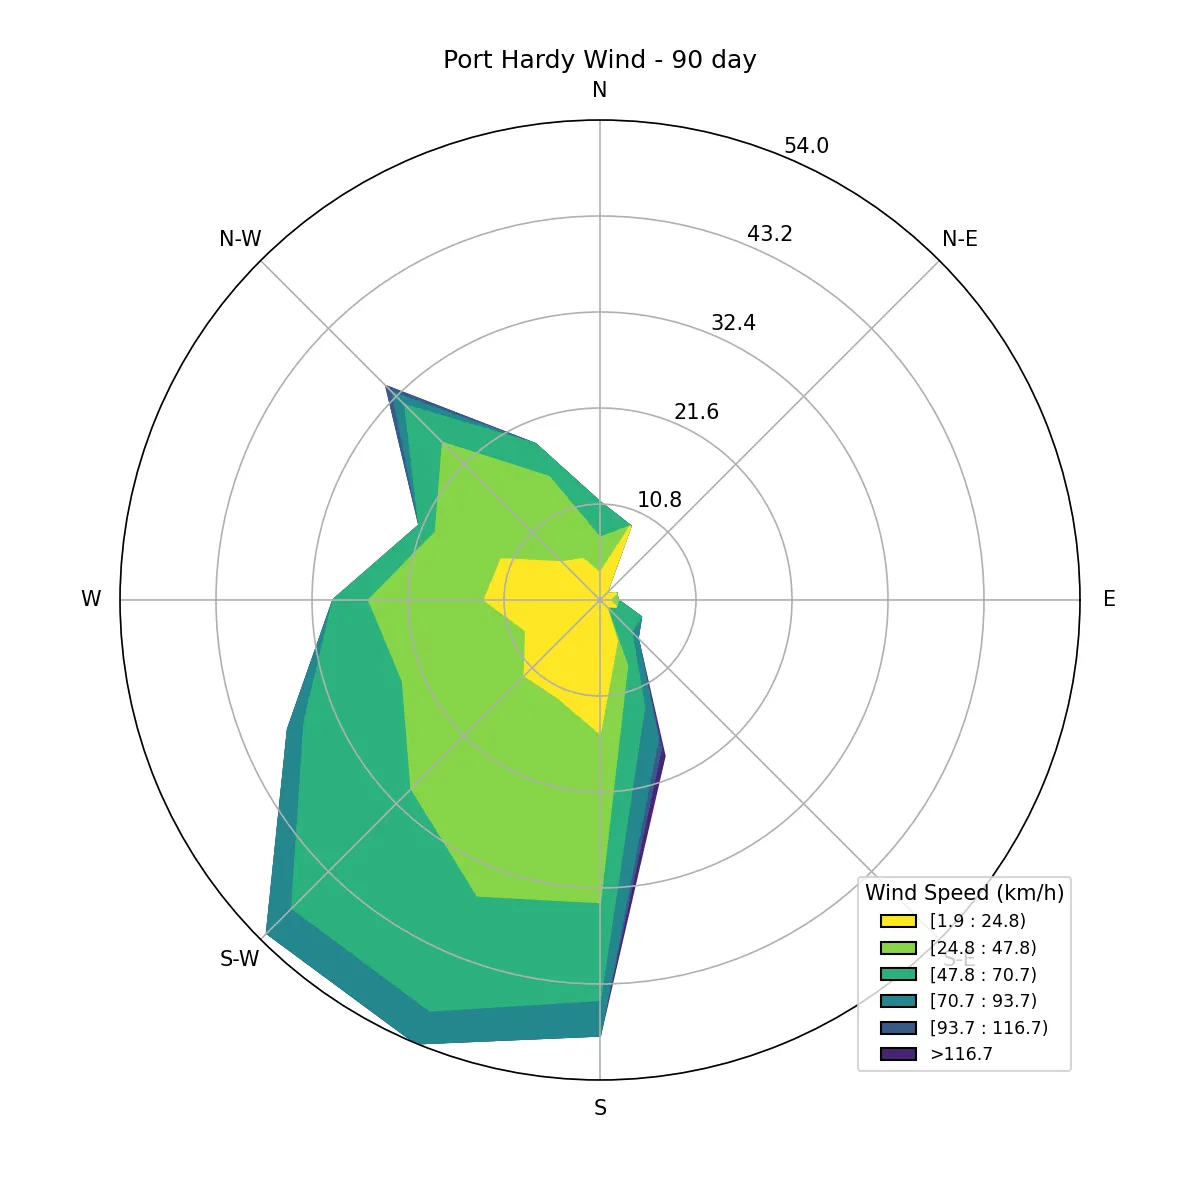 Port Hardy Wind - 90 day
N
54.0
43.2
N-W
N-E
32.4
21.6
10.8
W
E
Wind Speed (km/h)
[1.9 : 24.8)
[24.8 : 47.8)
S-W
S-E
[47.8 : 70.7)
[70.7 : 93.7)
[93.7 : 116.7)
>116.7
S